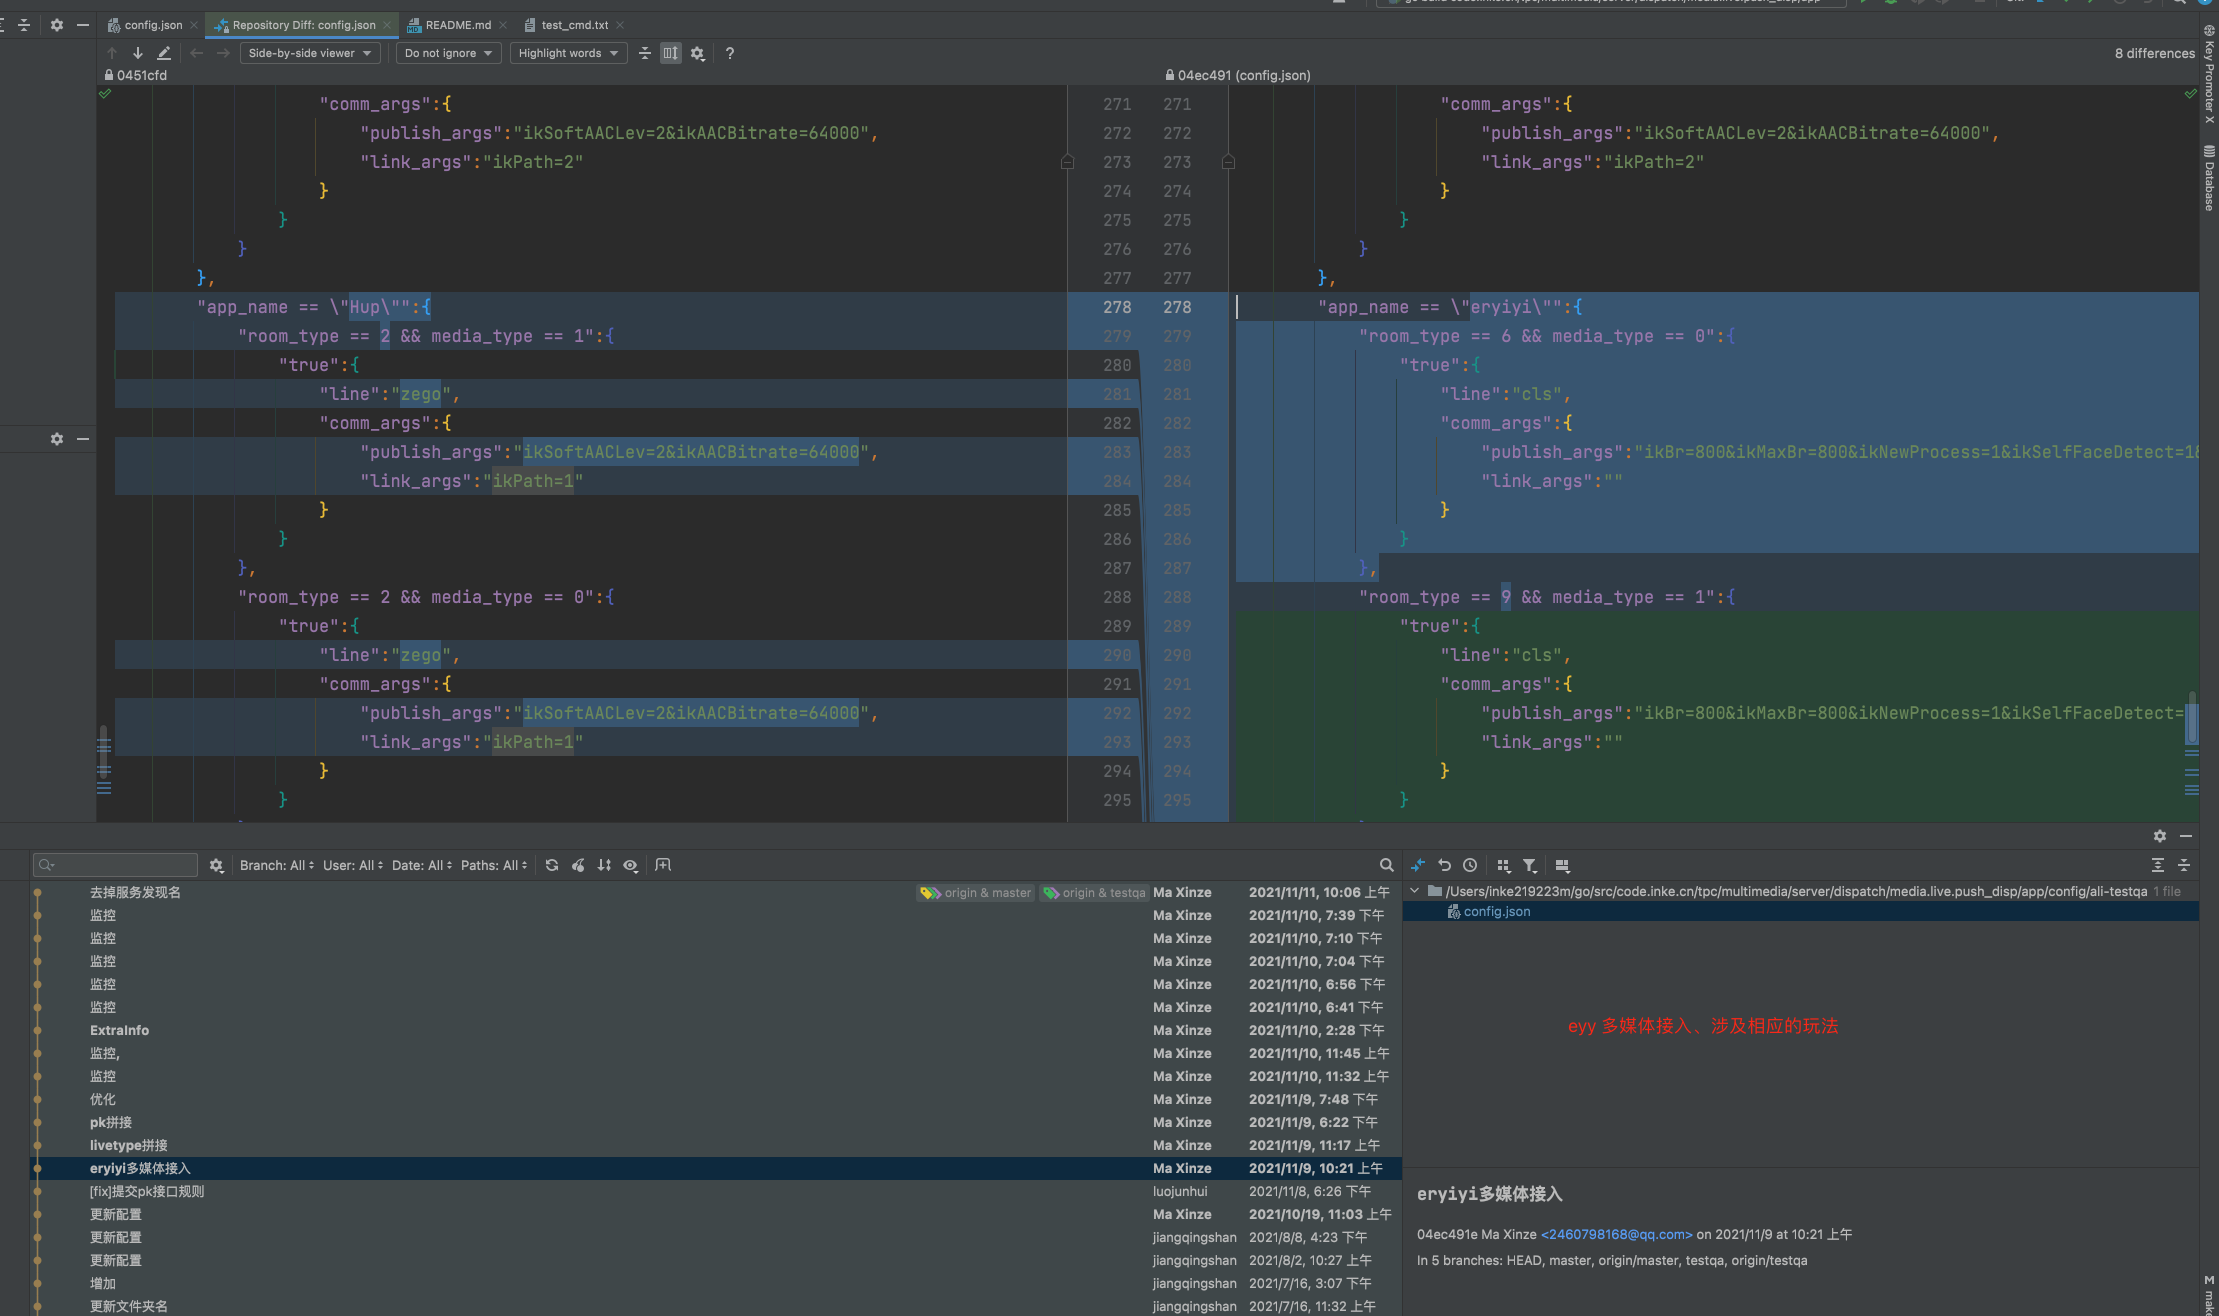 config.json
Repository Diff: config.json
README.md
test_cmd.txt
Side-by-side viewer
Do not ignore
Highlight words
?
8 differences
0451cfd
04ec491 (config.json)
"comm_args":{
"publish_args":"ikSoftAACLev=2&ikAACBitrate=64000",
"link_args":"ikPath=2"
}
}
}
},
"app_name == \"Hup\"":{
"room_type == 2 && media_type == 1":{
"true":{
"line":"zego",
"comm_args":{
"publish_args":"ikSoftAACLev=2&ikAACBitrate=64000",
"link_args":"ikPath=1"
}
}
},
"room_type == 2 && media_type == 0":{
"true":{
"line":"zego",
"comm_args":{
"publish_args":"ikSoftAACLev=2&ikAACBitrate=64000",
"link_args":"ikPath=1"
}
}
271 271
272 272
273 273
274 274
275 275
276 276
277 277
278 278
279 279
280 280
281 281
282 282
283 283
284 284
285 285
286 286
287 287
288 288
289 289
290 290
291 291
292 292
293 293
294 294
295 295
"comm_args":{
"publish_args":"ikSoftAACLev=2&ikAACBitrate=64000",
"link_args":"ikPath=2"
}
}
}
},
"app_name == \"eryiyi\"":{
"room_type == 6 && media_type == 0":{
"true":{
"line":"cls",
"comm_args":{
"publish_args":"ikBr=800&ikMaxBr=800&ikNewProcess=1&ikSelfFaceDetect=1&
"link_args":""
}
}
},
"room_type == 9 && media_type == 1":{
"true":{
"line":"cls",
"comm_args":{
"publish_args":"ikBr=800&ikMaxBr=800&ikNewProcess=1&ikSelfFaceDetect=
"link_args":""
}
}
Key Promoter X
Database
Branch: All
User: All
Date: All
Paths: All
去掉服务发现名 origin & master origin & testqa Ma Xinze 2021/11/11, 10:06 上午
监控 Ma Xinze 2021/11/10, 7:39 下午
监控 Ma Xinze 2021/11/10, 7:10 下午
监控 Ma Xinze 2021/11/10, 7:04 下午
监控 Ma Xinze 2021/11/10, 6:56 下午
监控 Ma Xinze 2021/11/10, 6:41 下午
ExtraInfo Ma Xinze 2021/11/10, 2:28 下午
监控, Ma Xinze 2021/11/10, 11:45 上午
监控 Ma Xinze 2021/11/10, 11:32 上午
优化 Ma Xinze 2021/11/9, 7:48 下午
pk拼接 Ma Xinze 2021/11/9, 6:22 下午
livetype拼接 Ma Xinze 2021/11/9, 11:17 上午
eryiyi多媒体接入 Ma Xinze 2021/11/9, 10:21 上午
[fix]提交pk接口规则 luojunhui 2021/11/8, 6:26 下午
更新配置 Ma Xinze 2021/10/19, 11:03 上午
更新配置 jiangqingshan 2021/8/8, 4:23 下午
更新配置 jiangqingshan 2021/8/2, 10:27 上午
增加 jiangqingshan 2021/7/16, 3:07 下午
更新文件夹名 jiangqingshan 2021/7/16, 11:32 上午
/Users/inke219223m/go/src/code.inke.cn/tpc/multimedia/server/dispatch/media.live.push_disp/app/config/ali-testqa 1 file
config.json
eyy 多媒体接入、涉及相应的玩法
eryiyi多媒体接入
04ec491e Ma Xinze <2460798168@qq.com> on 2021/11/9 at 10:21 上午
In 5 branches: HEAD, master, origin/master, testqa, origin/testqa